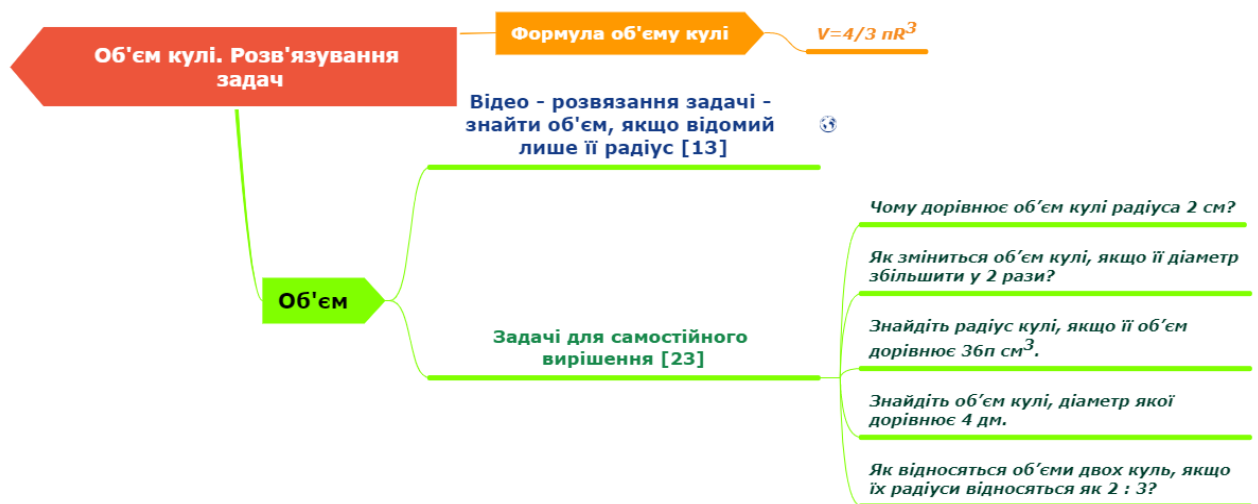 Об'єм кулі. Розв'язування
задач
Формула об'єму кулі
V=4/3 пR³
Відео - розвязання задачі -
знайти об'єм, якщо відомий
лише її радіус [13]
Об'єм
Задачі для самостійного
вирішення [23]
Чому дорівнює об’єм кулі радіуса 2 см?
Як зміниться об’єм кулі, якщо її діаметр
збільшити у 2 рази?
Знайдіть радіус кулі, якщо її об’єм
дорівнює 36п см³.
Знайдіть об’єм кулі, діаметр якої
дорівнює 4 дм.
Як відносяться об’єми двох куль, якщо
їх радіуси відносяться як 2 : 3?